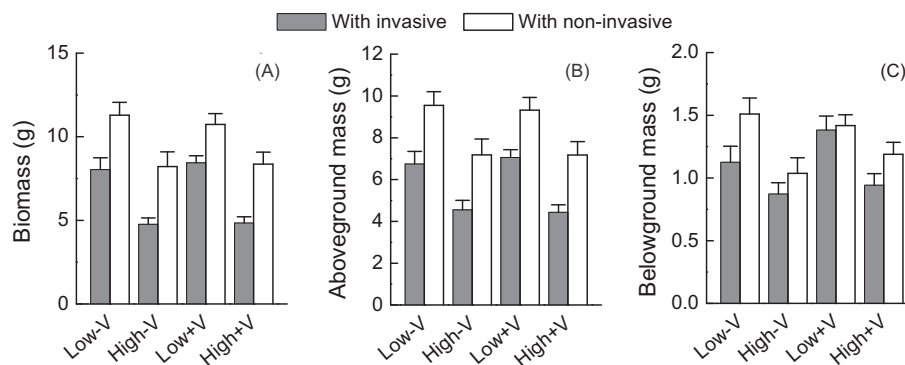 With invasive With non-invasive
(A)
Biomass (g)
15
10
5
0
Low-V High-V Low+V High+V
(B)
Aboveground mass (g)
12
10
8
6
4
2
0
Low-V High-V Low+V High+V
(C)
Belowground mass (g)
2.0
1.5
1.0
0.5
0.0
Low-V High-V Low+V High+V